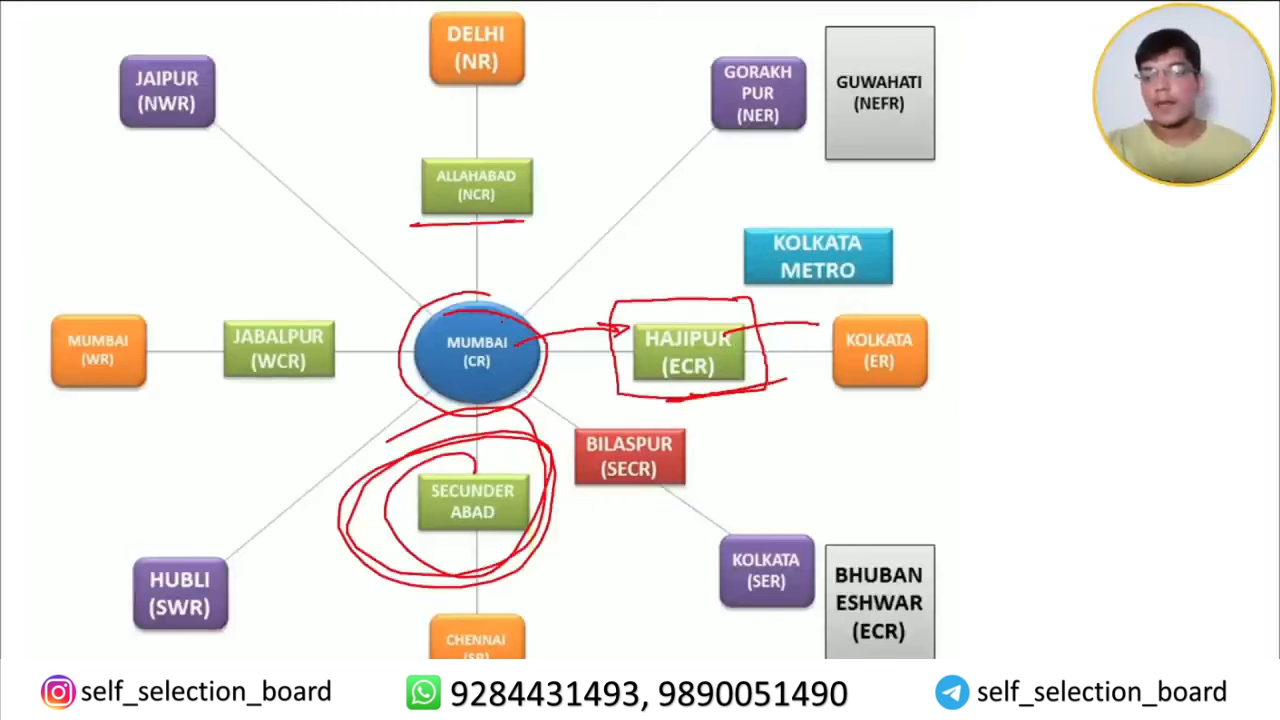 DELHI
(NR)
JAIPUR
(NWR)
GORAKH
PUR
(NER)
GUWAHATI
(NEFR)
ALLAHABAD
(NCR)
KOLKATA
METRO
MUMBAI
(WR)
JABALPUR
(WCR)
MUMBAI
(CR)
HAJIPUR
(ECR)
KOLKATA
(ER)
BILASPUR
(SECR)
SECUNDER
ABAD
HUBLI
(SWR)
KOLKATA
(SER)
BHUBAN
ESHWAR
(ECR)
CHENNAI
(SR)
self_selection_board
9284431493, 9890051490
self_selection_board